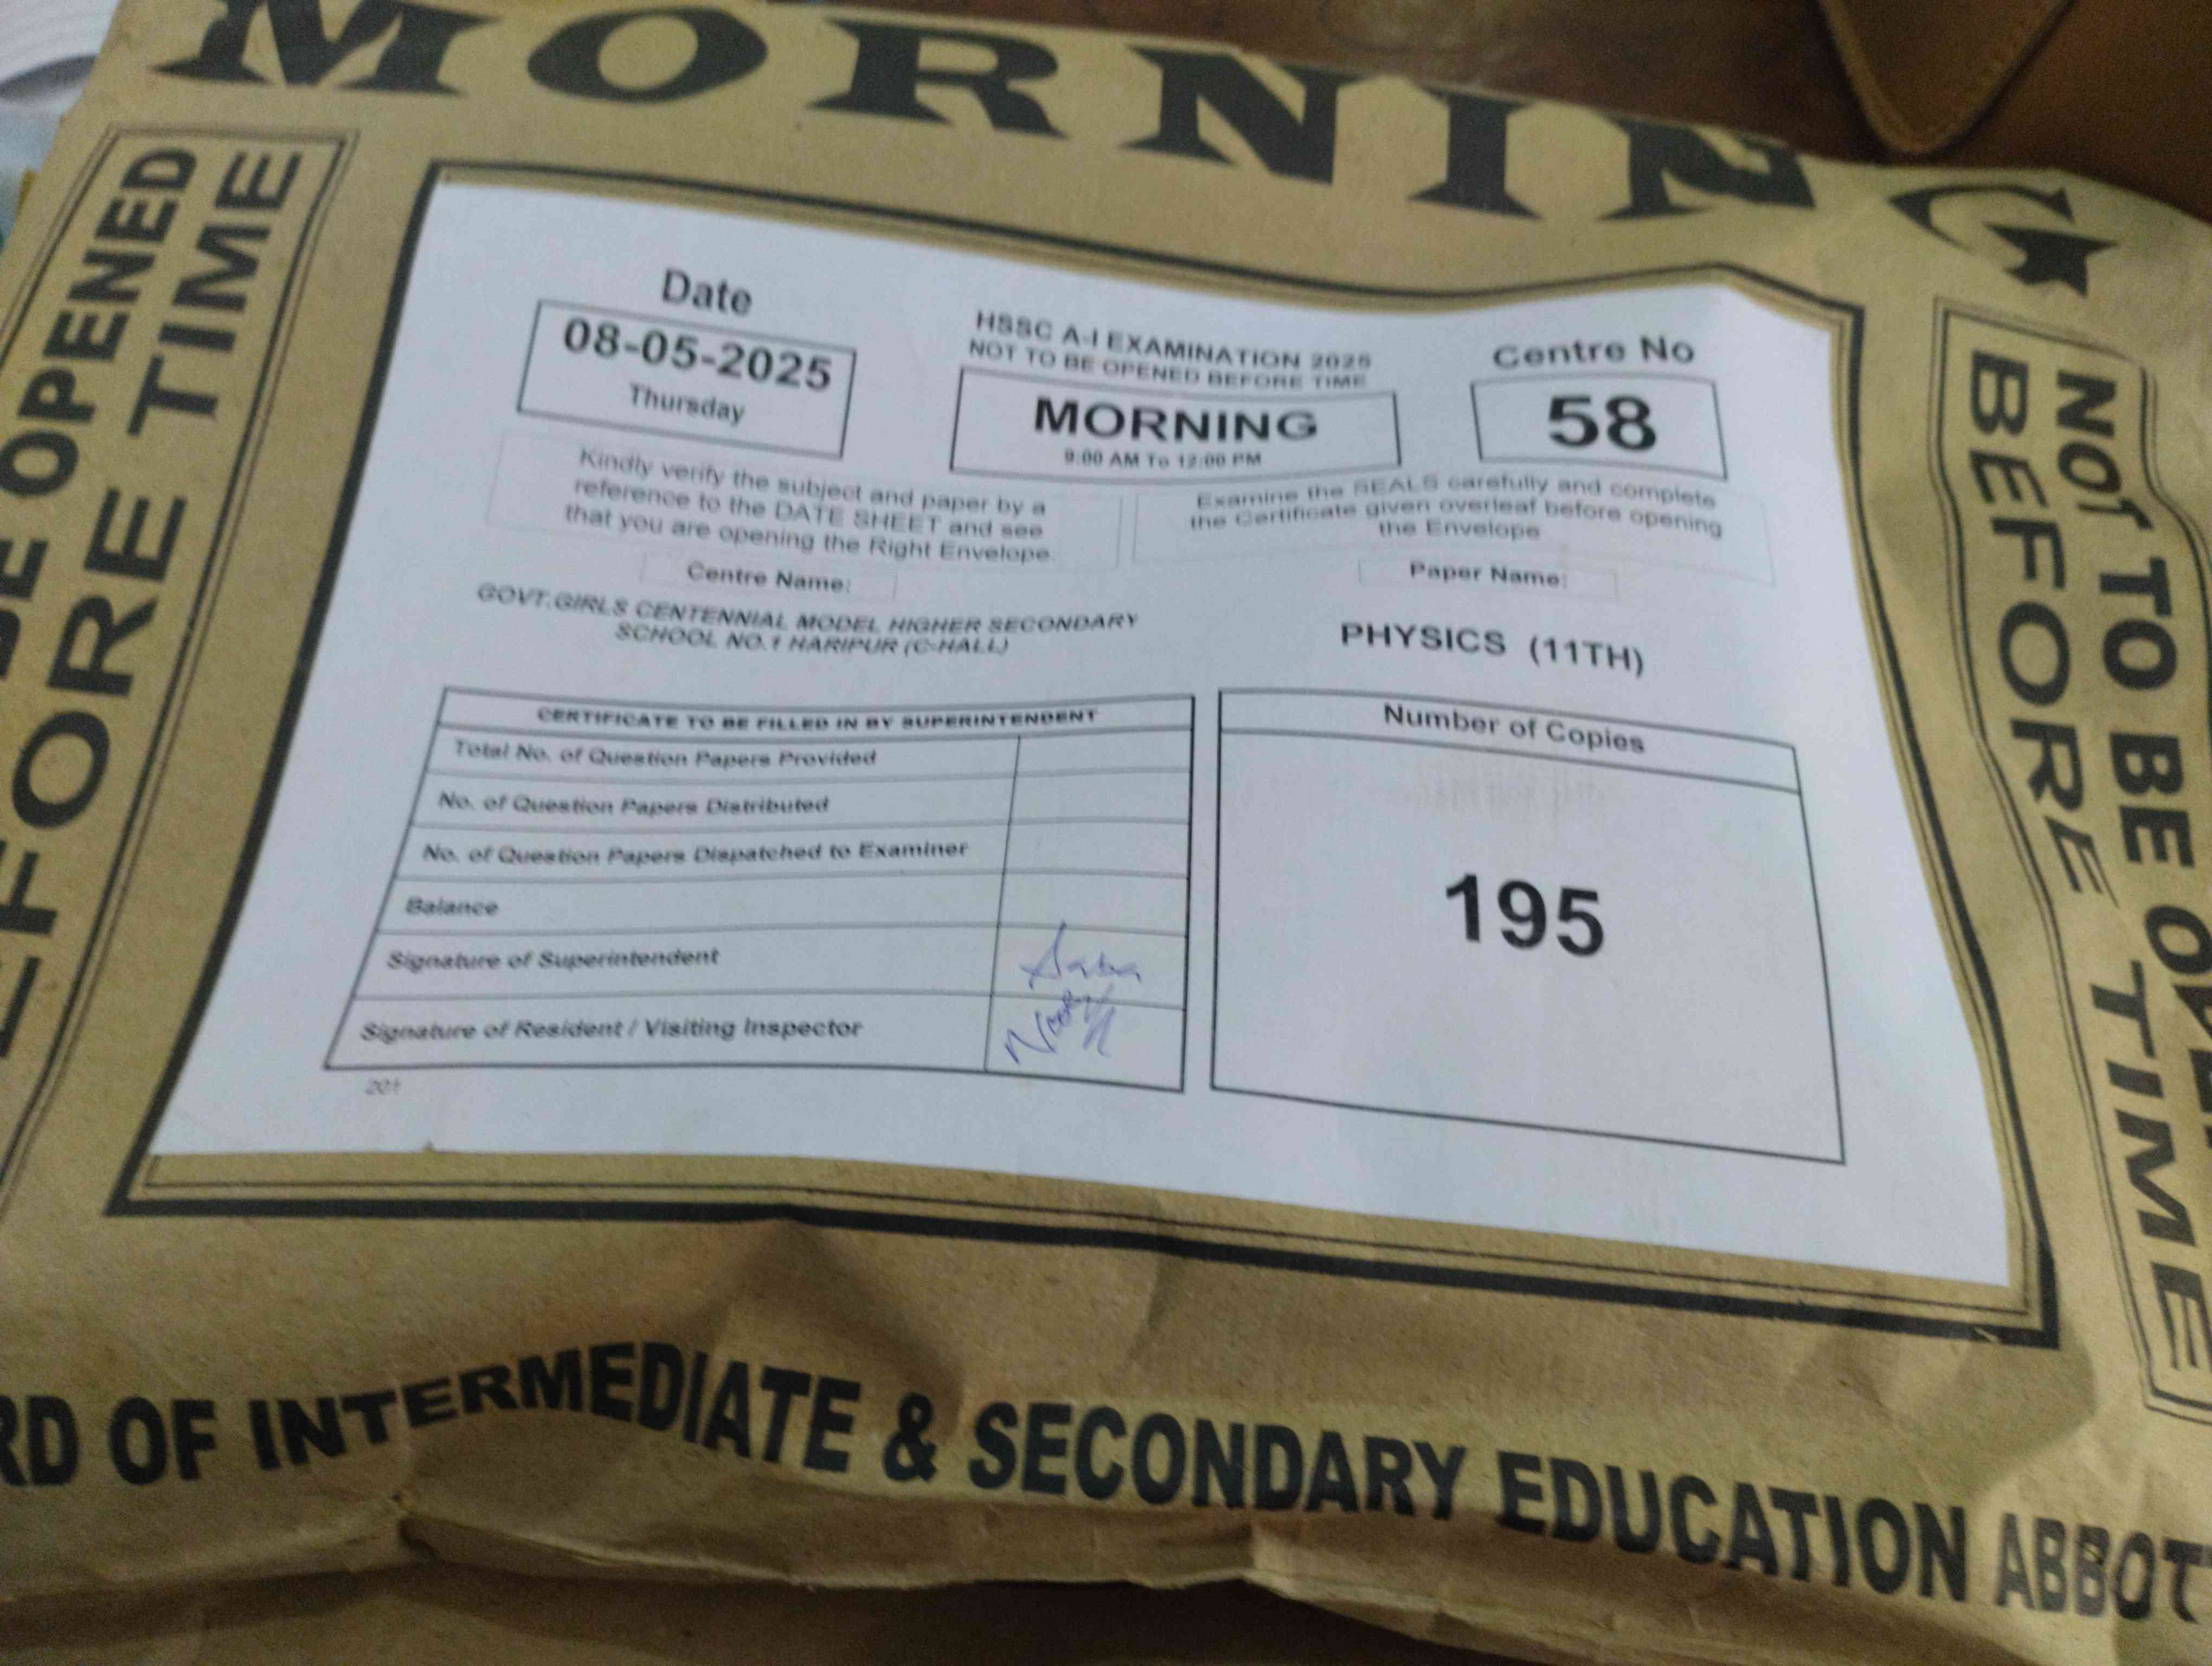 MORNING
BE OPENED
BEFORE TIME
NOT TO BE OPENED
BEFORE TIME
Date
08-05-2025
Thursday
HSSC A-I EXAMINATION 2025
NOT TO BE OPENED BEFORE TIME
MORNING
9:00 AM To 12:00 PM
Centre No
58
Kindly verify the subject and paper by a
reference to the DATE SHEET and see
that you are opening the Right Envelope.
Examine the SEALS carefully and complete
the Certificate given overleaf before opening
the Envelope
Centre Name:
GOVT.GIRLS CENTENNIAL MODEL HIGHER SECONDARY
SCHOOL NO.1 HARIPUR (C-HALL)
Paper Name:
PHYSICS (11TH)
CERTIFICATE TO BE FILLED IN BY SUPERINTENDENT
Total No. of Question Papers Provided
No. of Question Papers Distributed
No. of Question Papers Dispatched to Examiner
Balance
Signature of Superintendent
Saba
Signature of Resident / Visiting Inspector
Number of Copies
195
201
RD OF INTERMEDIATE & SECONDARY EDUCATION ABBOT